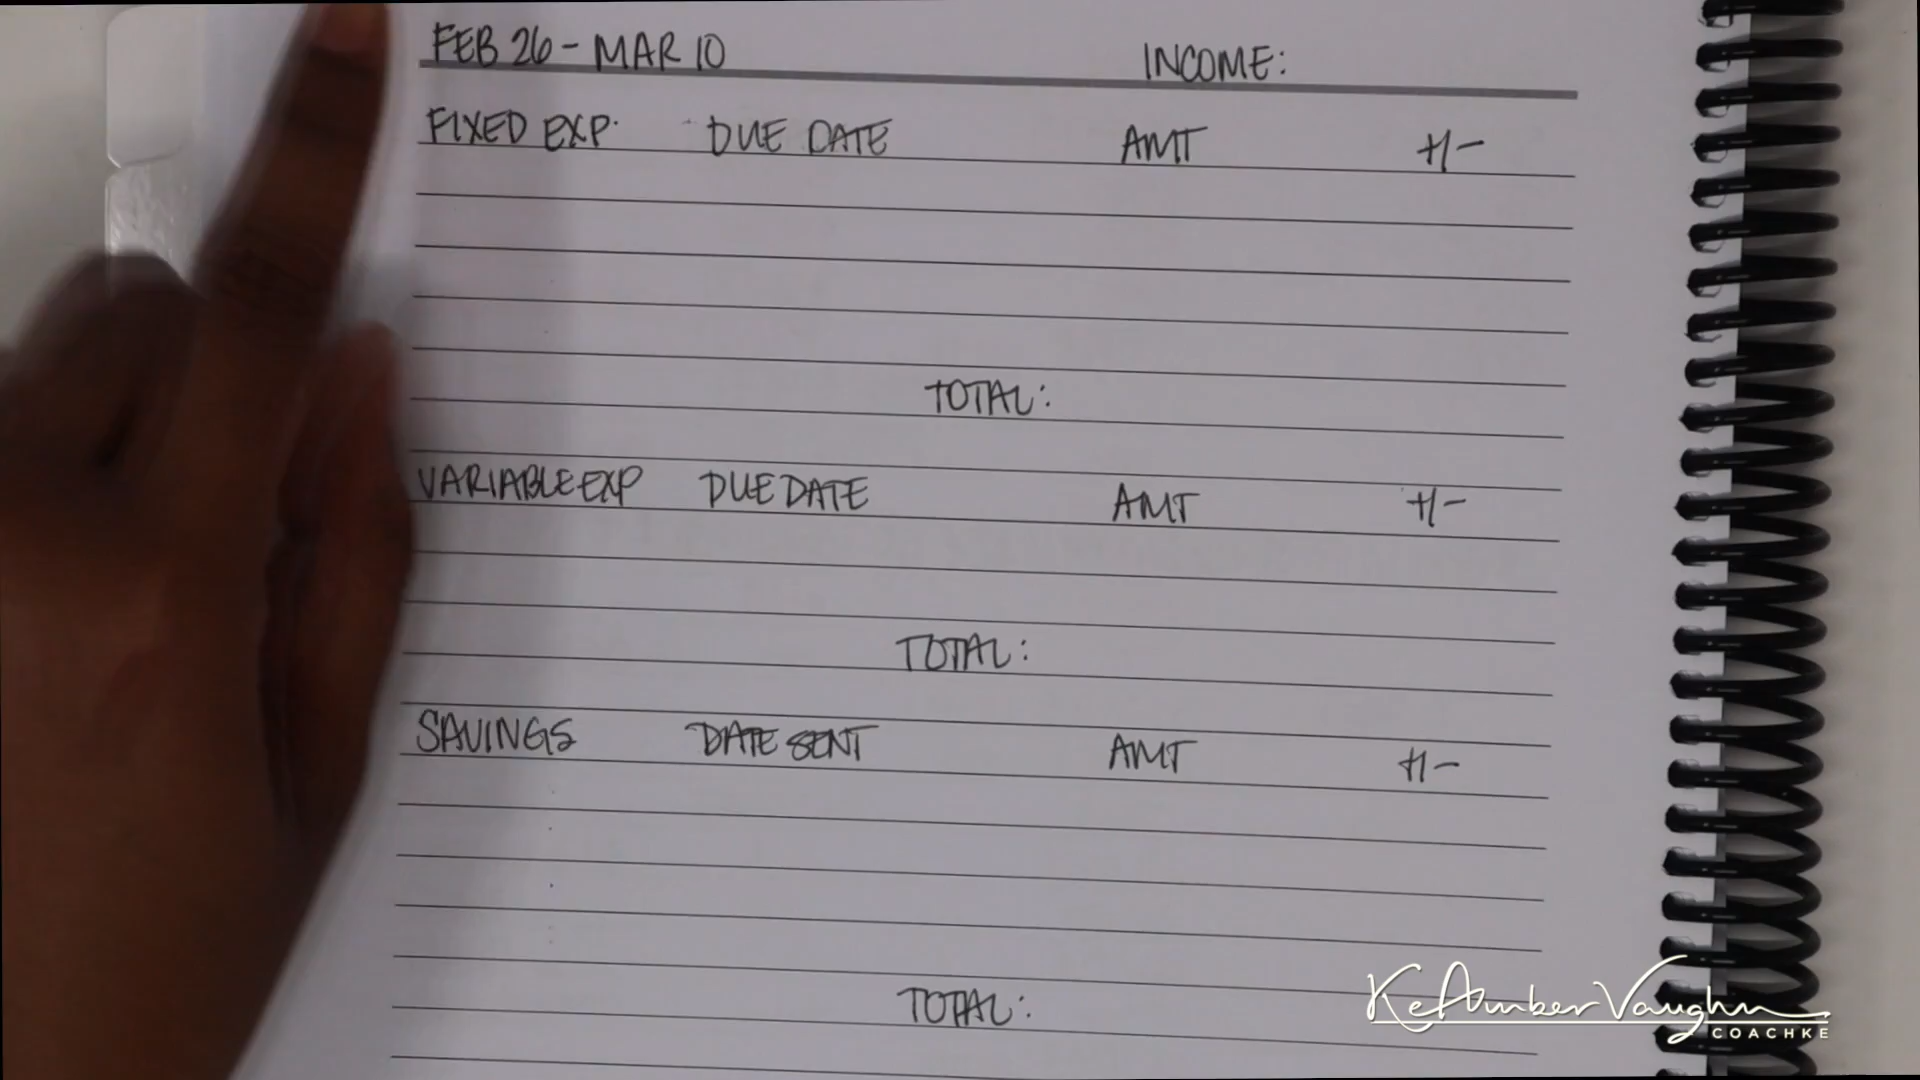 FEB 26 - MAR 10 INCOME:
FIXED EXP. DUE DATE AMT +/-
TOTAL:
VARIABLE EXP DUE DATE AMT +/-
TOTAL:
SAVINGS DATE SENT AMT +/-
TOTAL:
KeAmber Vaughn
COACHKE